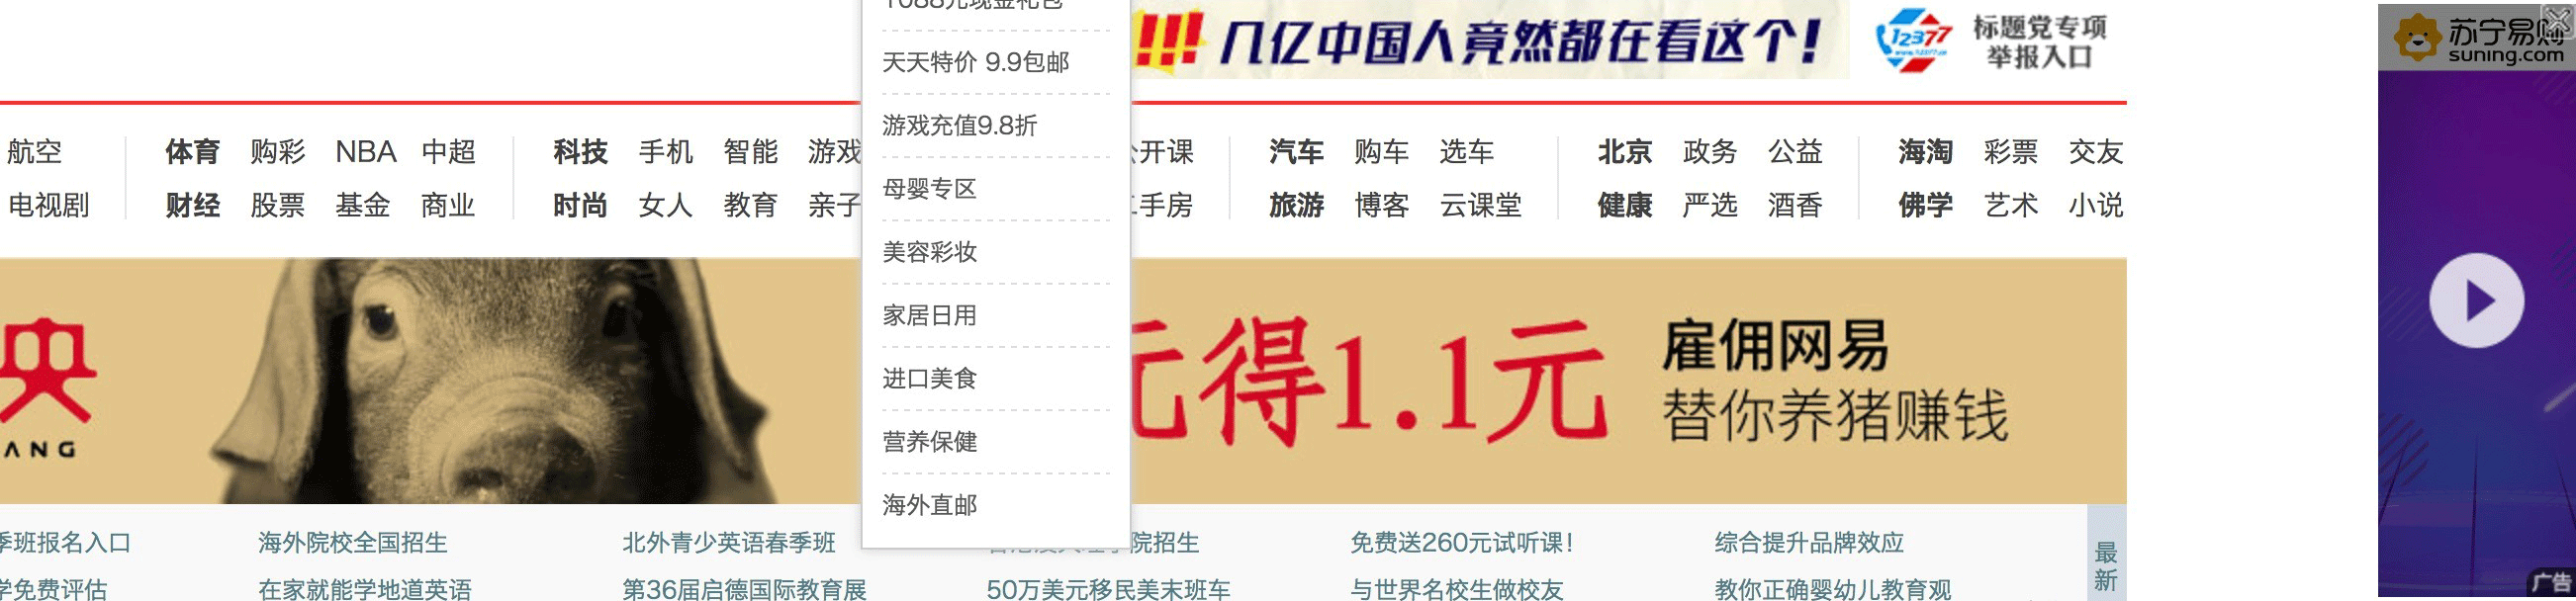 天天特价 9.9包邮
游戏充值9.8折
母婴专区
美容彩妆
家居日用
进口美食
营养保健
海外直邮
!!!几亿中国人竟然都在看这个!
12377
标题党专项
举报入口
苏宁易购
suning.com
航空 体育 购彩 NBA 中超 科技 手机 智能 游戏 开课 汽车 购车 选车 北京 政务 公益 海淘 彩票 交友
电视剧 财经 股票 基金 商业 时尚 女人 教育 亲子 二手房 旅游 博客 云课堂 健康 严选 酒香 佛学 艺术 小说
央
ANG
元得1.1元
雇佣网易
替你养猪赚钱
季班报名入口 海外院校全国招生 北外青少英语春季班 院招生 免费送260元试听课! 综合提升品牌效应
学免费评估 在家就能学地道英语 第36届启德国际教育展 50万美元移民美末班车 与世界名校生做校友 教你正确婴幼儿教育观
最新
广告